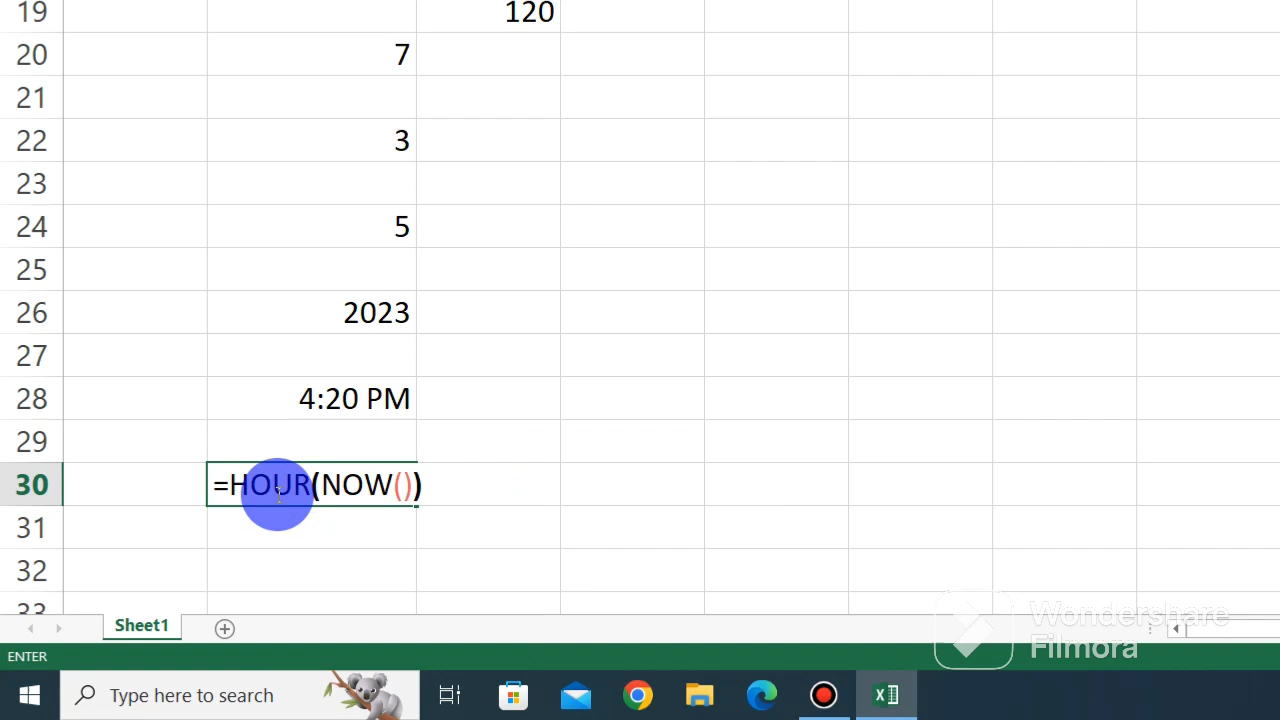 19 120
20 7
21
22 3
23
24 5
25
26 2023
27
28 4:20 PM
29
30 =HOUR(NOW())
31
32
33
Sheet1
Wondershare
Filmora
ENTER
Type here to search